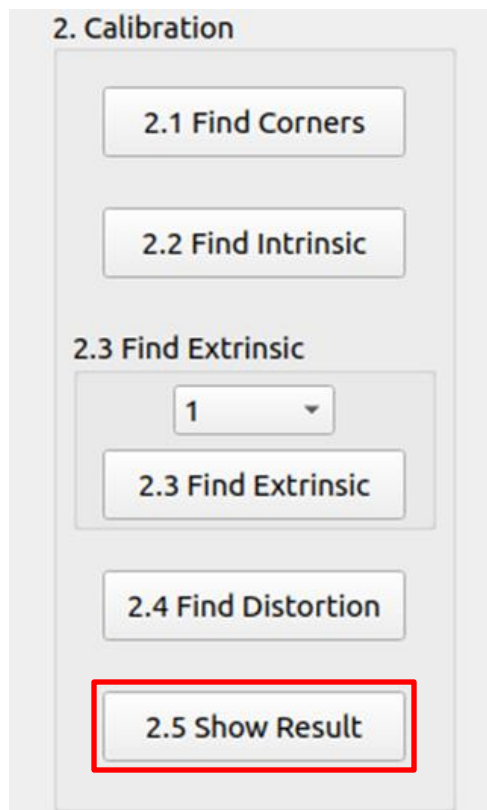 2. Calibration
2.1 Find Corners
2.2 Find Intrinsic
2.3 Find Extrinsic
1
2.3 Find Extrinsic
2.4 Find Distortion
2.5 Show Result